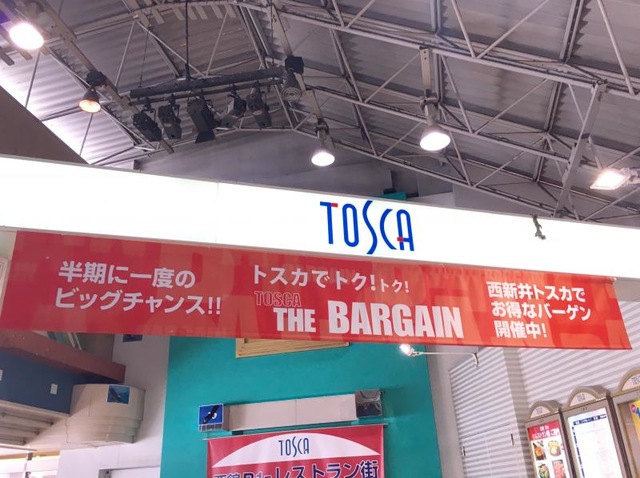 TOSCA
半期に一度の
ビッグチャンス!!
トスカでトク!トク!
TOSCA
THE BARGAIN
西新井トスカで
お得なバーゲン
開催中!
TOSCA
レストラン街